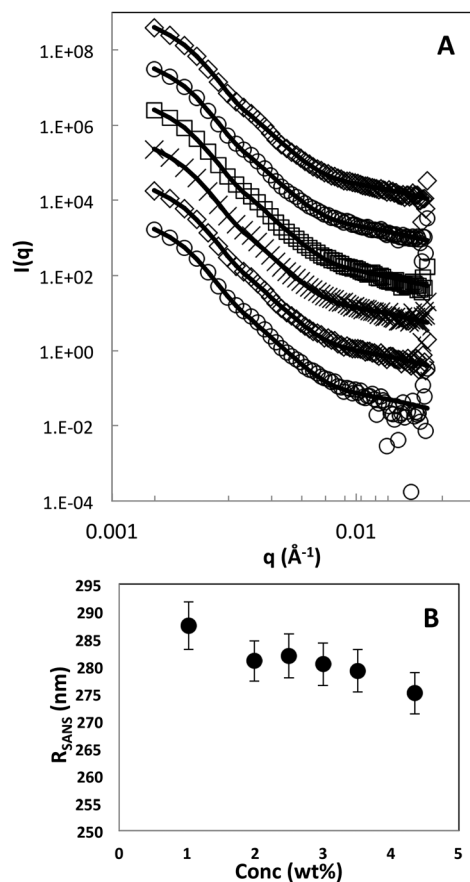 A
1.E+08
1.E+06
1.E+04
1.E+02
1.E+00
1.E-02
1.E-04
I(q)
0.001 0.01
q (Å-1)
B
295
290
285
280
275
270
265
260
255
250
RSANS (nm)
0 1 2 3 4 5
Conc (wt%)